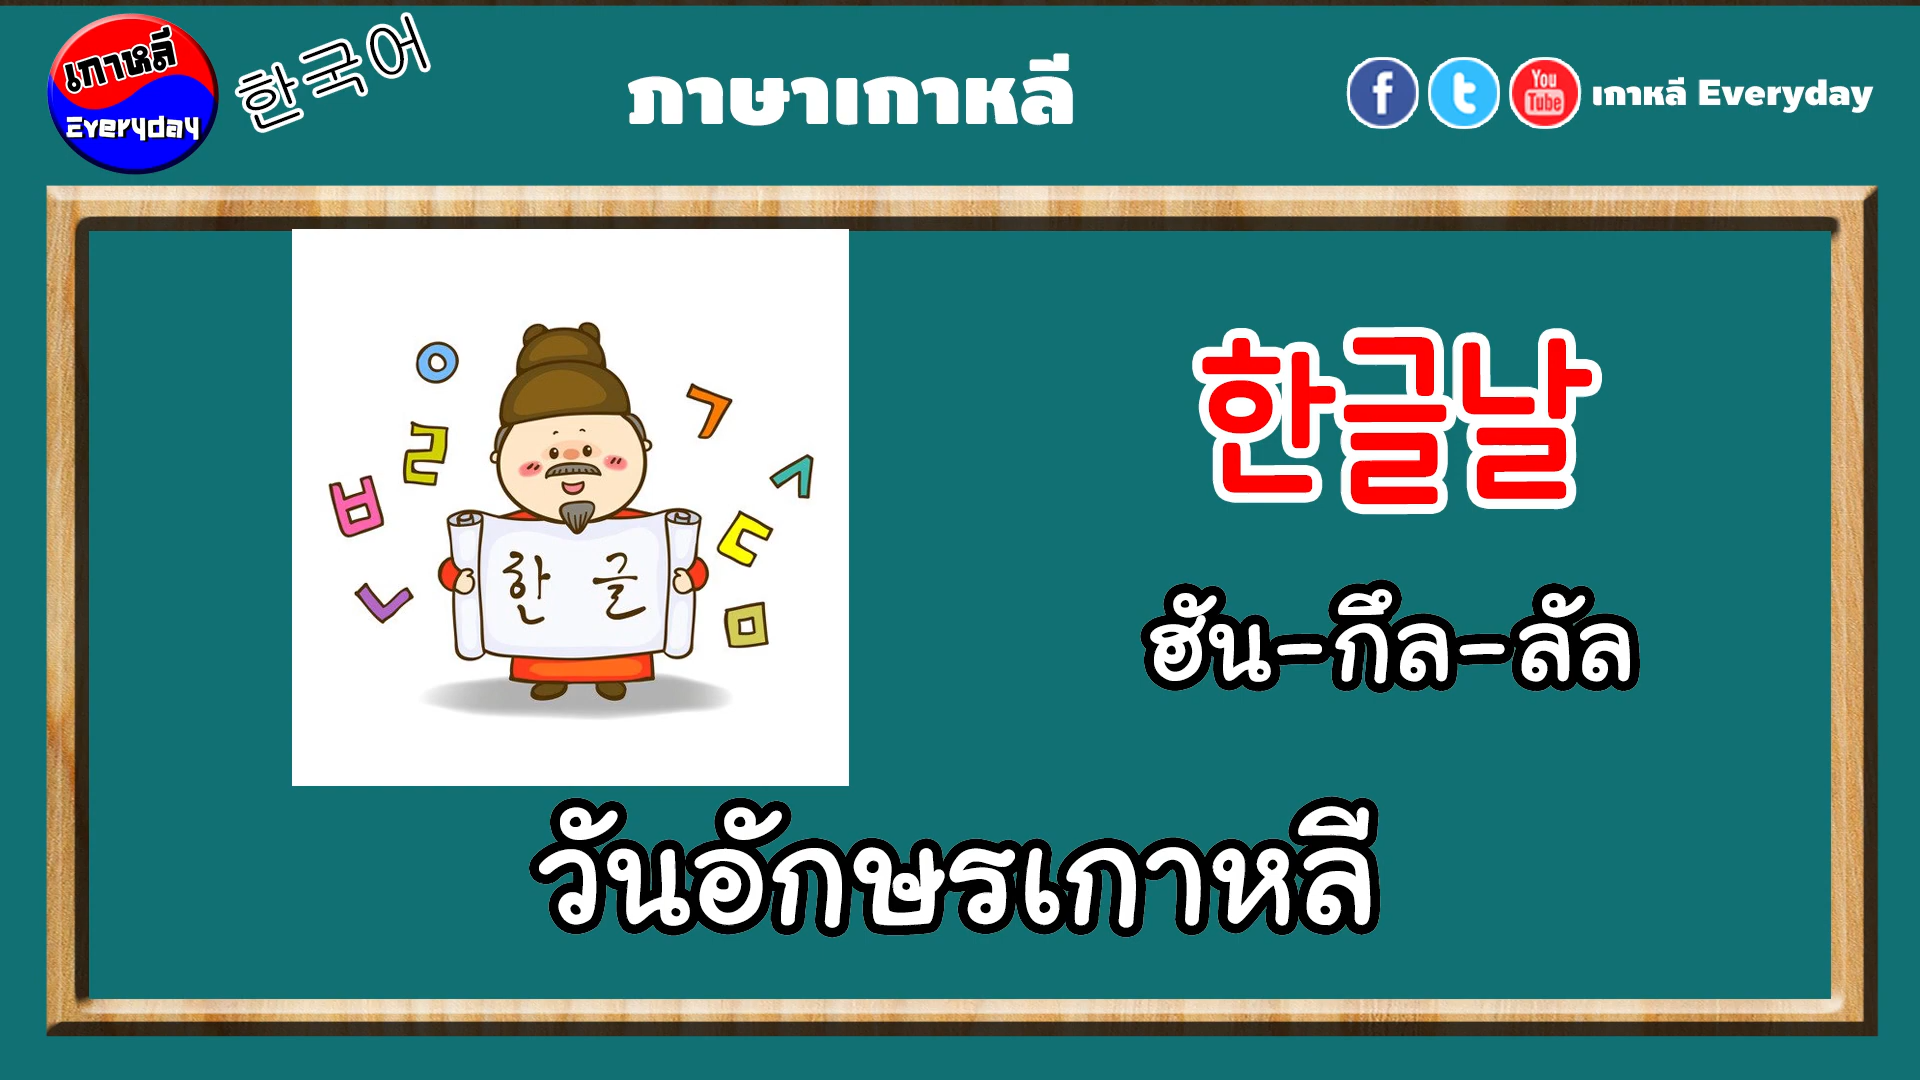 เกาหลี
Everyday
한국어
ภาษาเกาหลี
f
t
You
Tube
เกาหลี Everyday
ㅇ
ㄹ
ㅂ
ㄴ
ㄱ
ㅅ
ㄷ
ㅁ
한 글
한글날
ฮัน-กึล-ลัล
วันอักษรเกาหลี